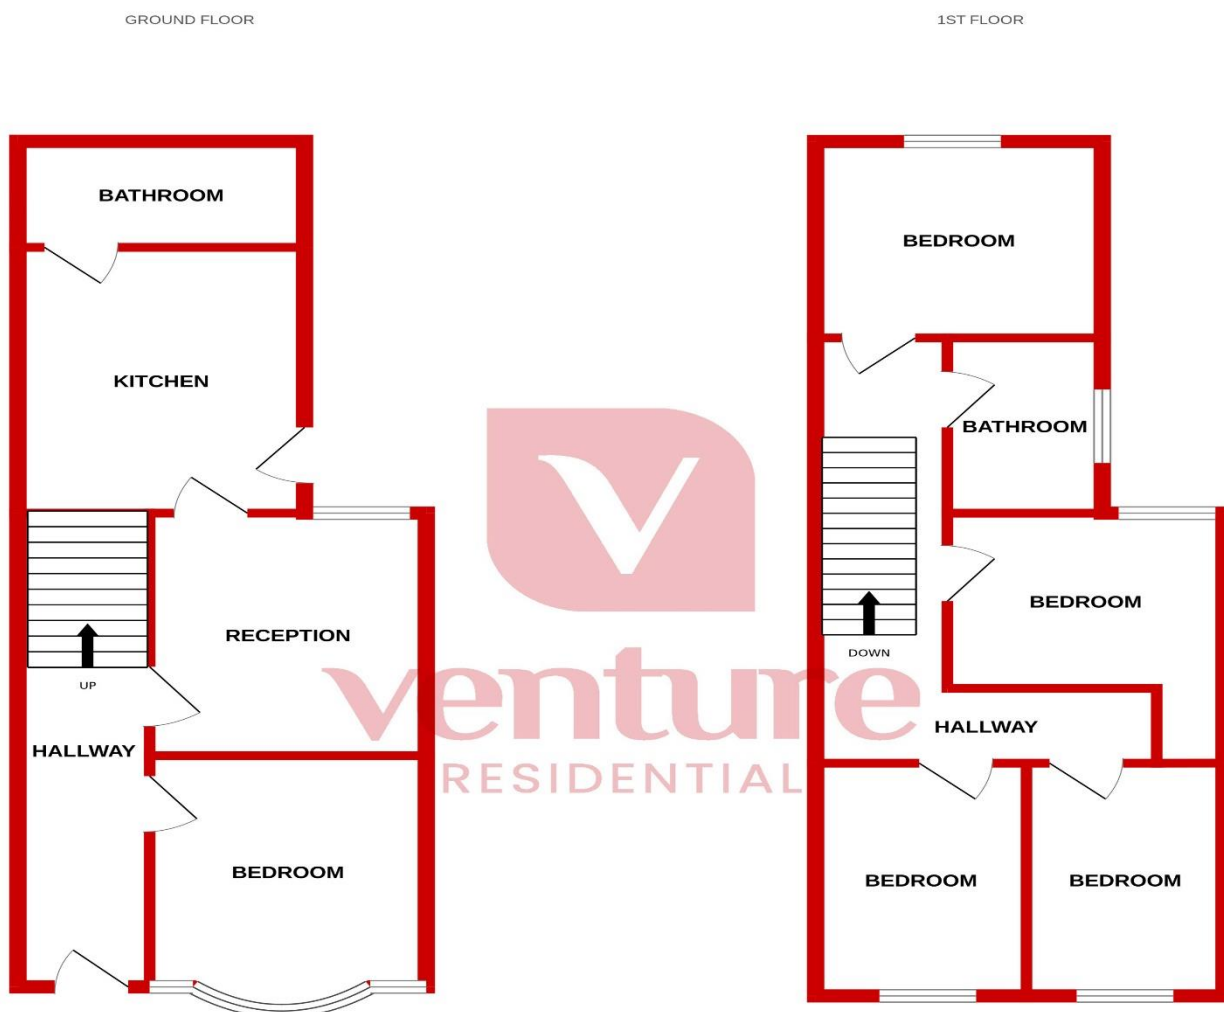 GROUND FLOOR
BATHROOM
KITCHEN
RECEPTION
UP
HALLWAY
BEDROOM
1ST FLOOR
BEDROOM
BATHROOM
BEDROOM
DOWN
HALLWAY
BEDROOM
BEDROOM
venture
RESIDENTIAL